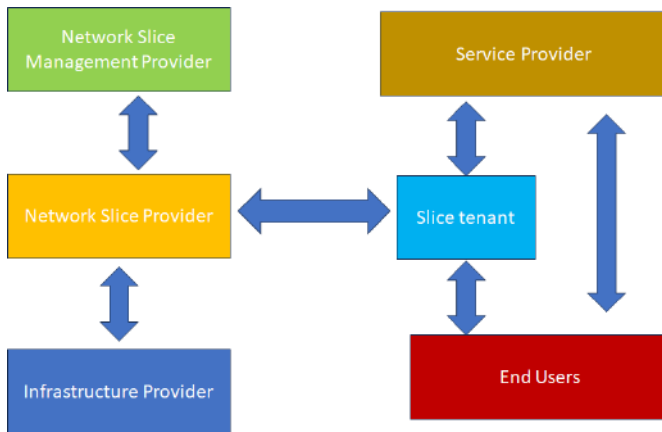 Network Slice
Management Provider
Service Provider
Network Slice Provider
Slice tenant
Infrastructure Provider
End Users